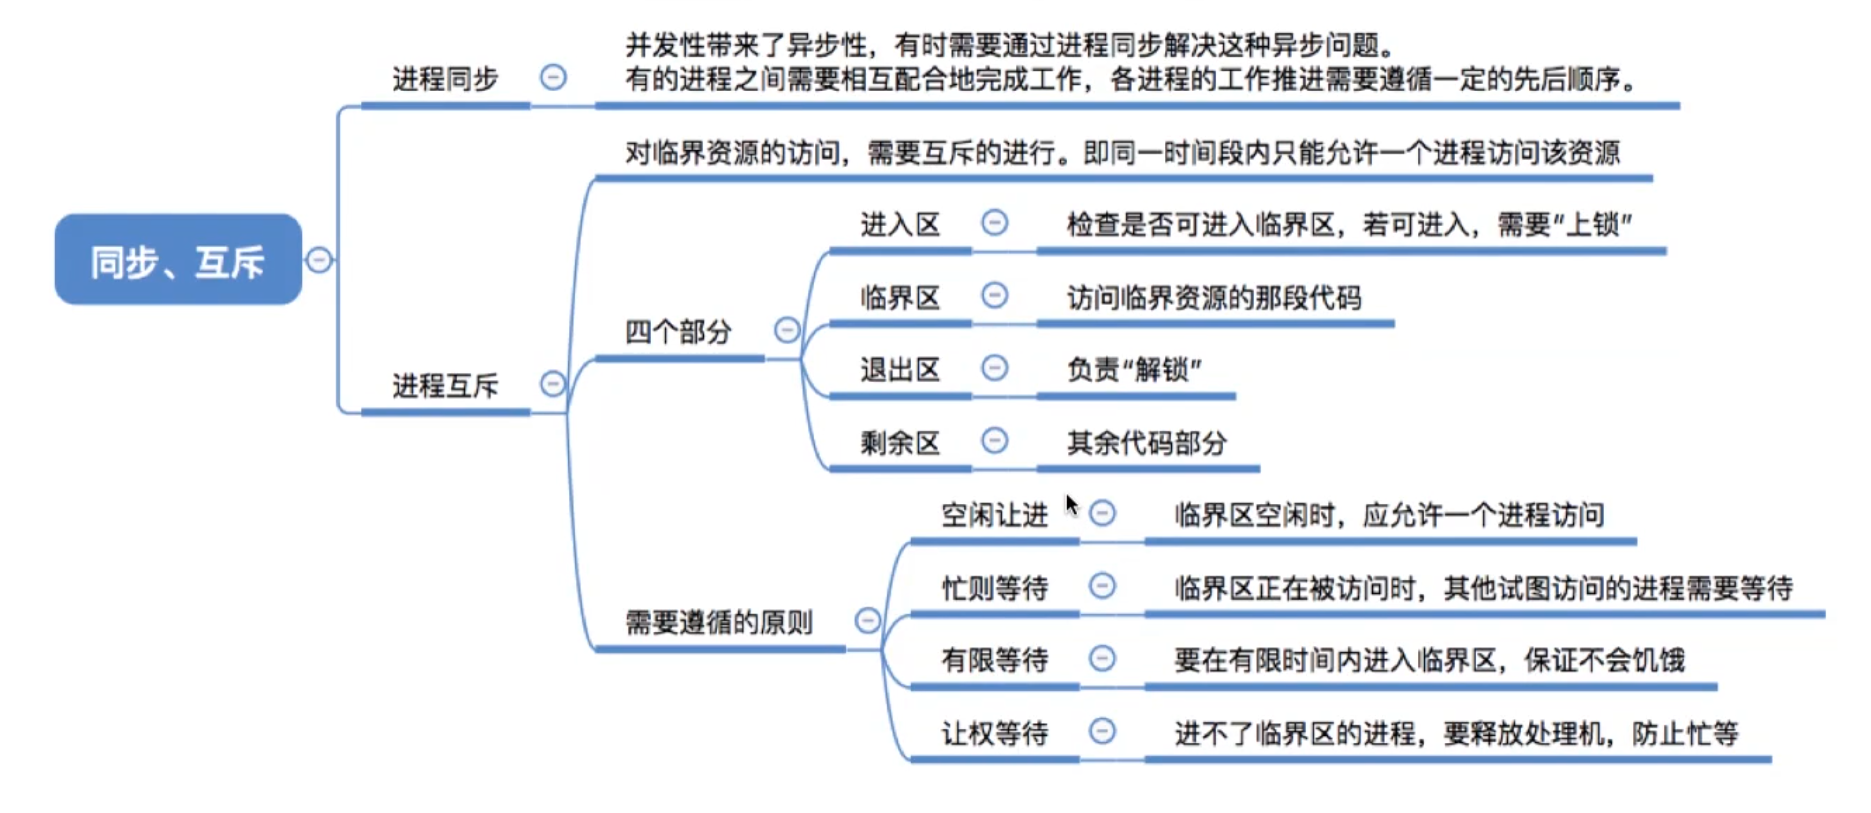 同步、互斥
进程同步
并发性带来了异步性，有时需要通过进程同步解决这种异步问题。
有的进程之间需要相互配合地完成工作，各进程的工作推进需要遵循一定的先后顺序。
进程互斥
对临界资源的访问，需要互斥的进行。即同一时间段内只能允许一个进程访问该资源
四个部分
进入区
检查是否可进入临界区，若可进入，需要“上锁”
临界区
访问临界资源的那段代码
退出区
负责“解锁”
剩余区
其余代码部分
需要遵循的原则
空闲让进
临界区空闲时，应允许一个进程访问
忙则等待
临界区正在被访问时，其他试图访问的进程需要等待
有限等待
要在有限时间内进入临界区，保证不会饥饿
让权等待
进不了临界区的进程，要释放处理机，防止忙等